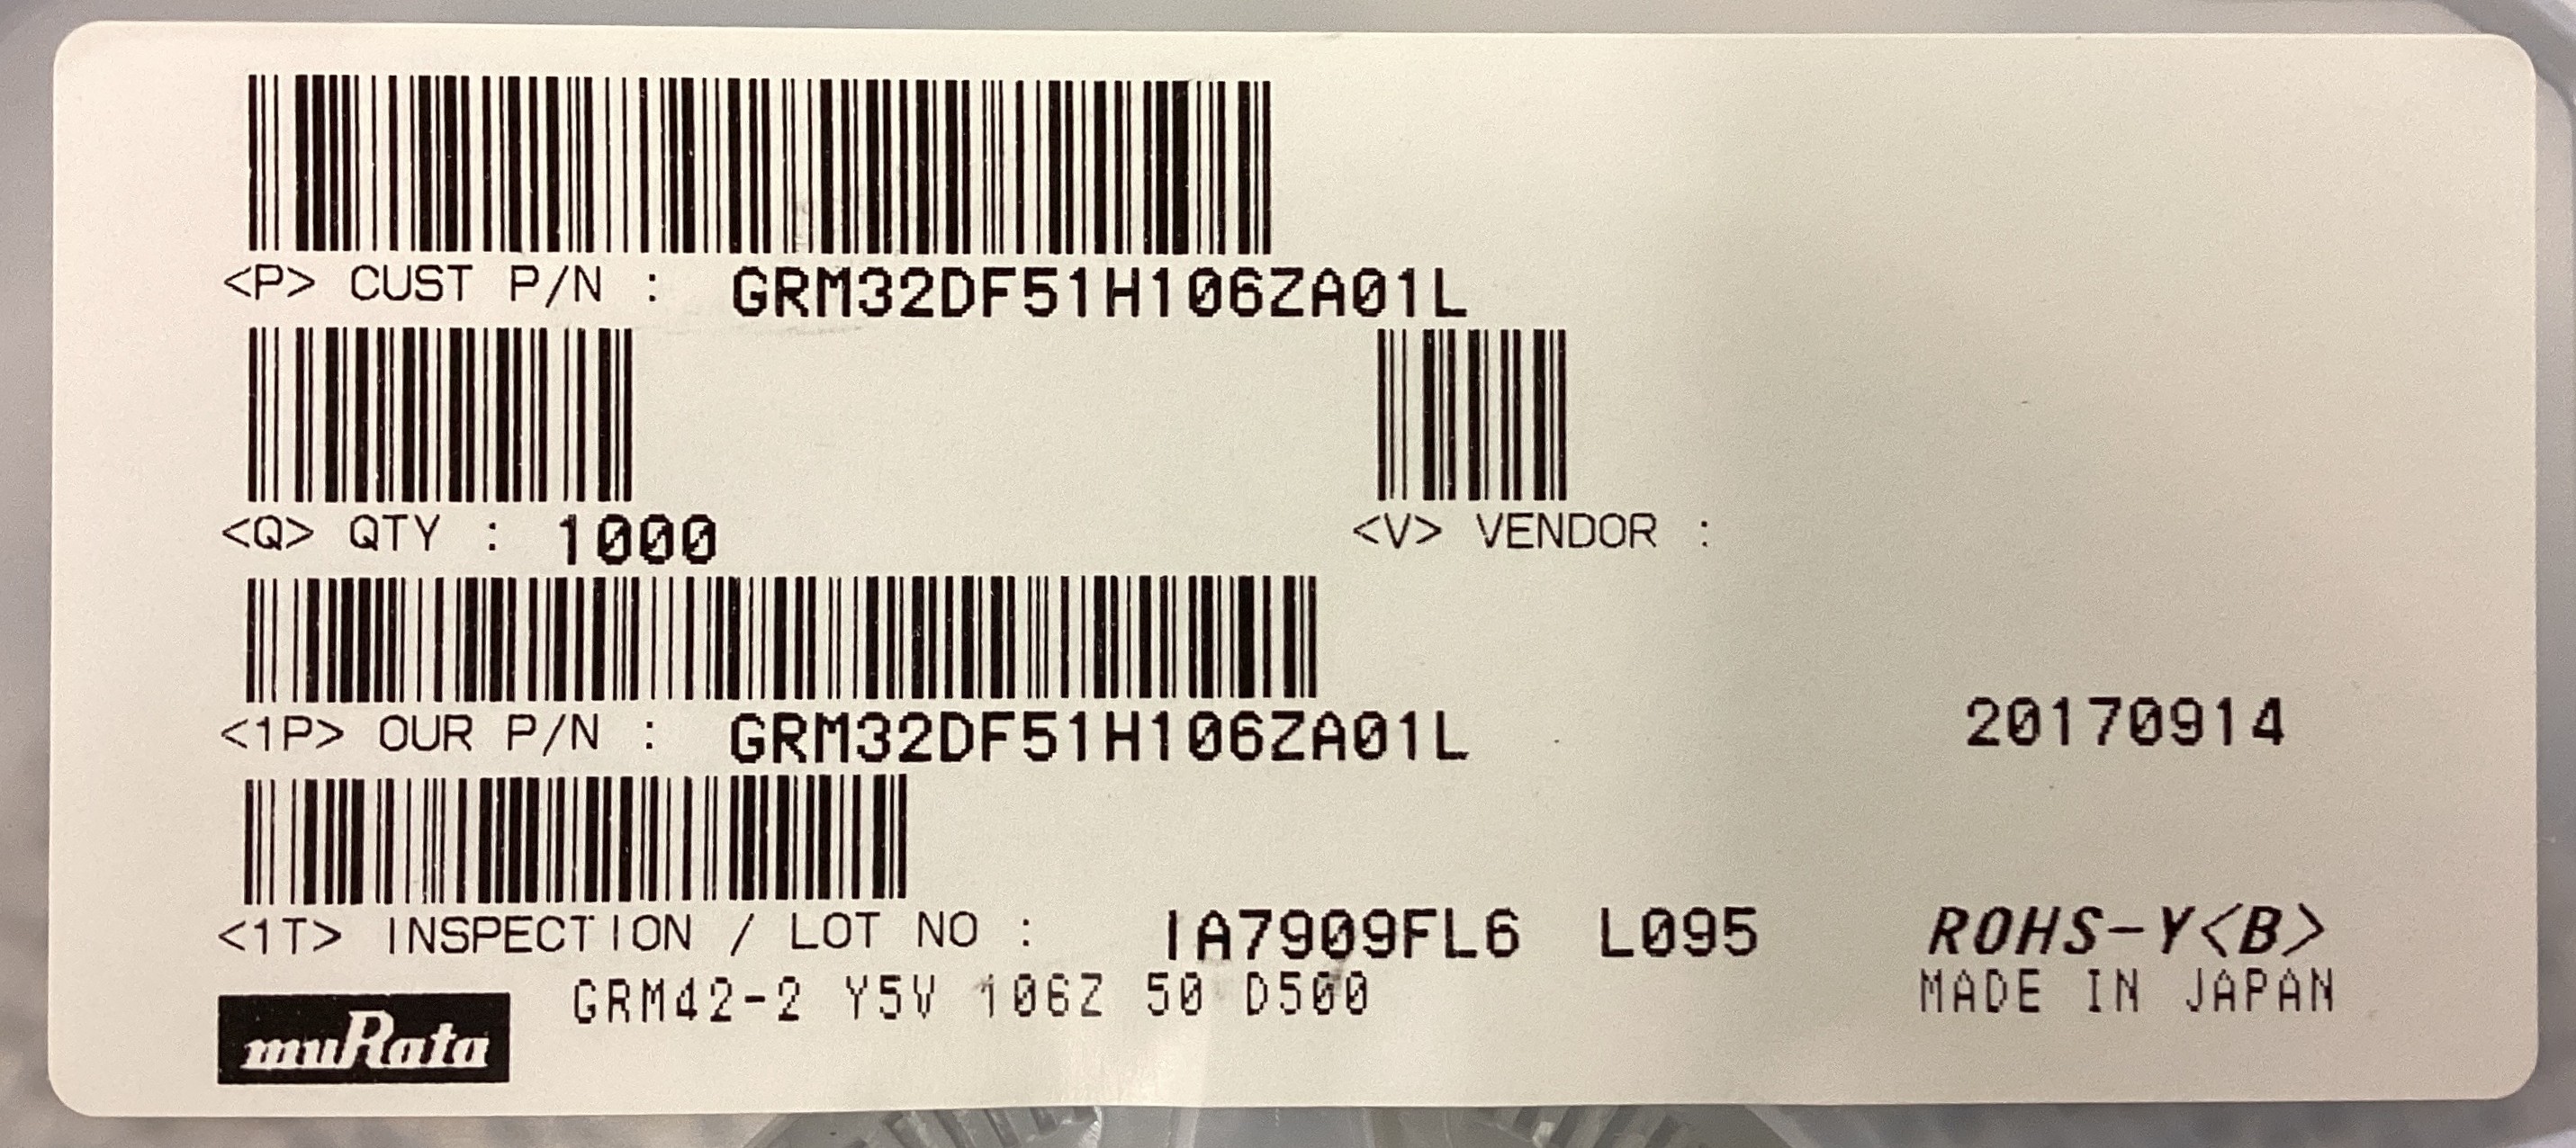 <P> CUST P/N : GRM32DF51H106ZA01L
<Q> QTY : 1000
<V> VENDOR :
<1P> OUR P/N : GRM32DF51H106ZA01L
20170914
<1T> INSPECTION / LOT NO : IA7909FL6 L095
ROHS-Y<B>
GRM42-2 Y5V 106Z 50 D500
MADE IN JAPAN
muRata